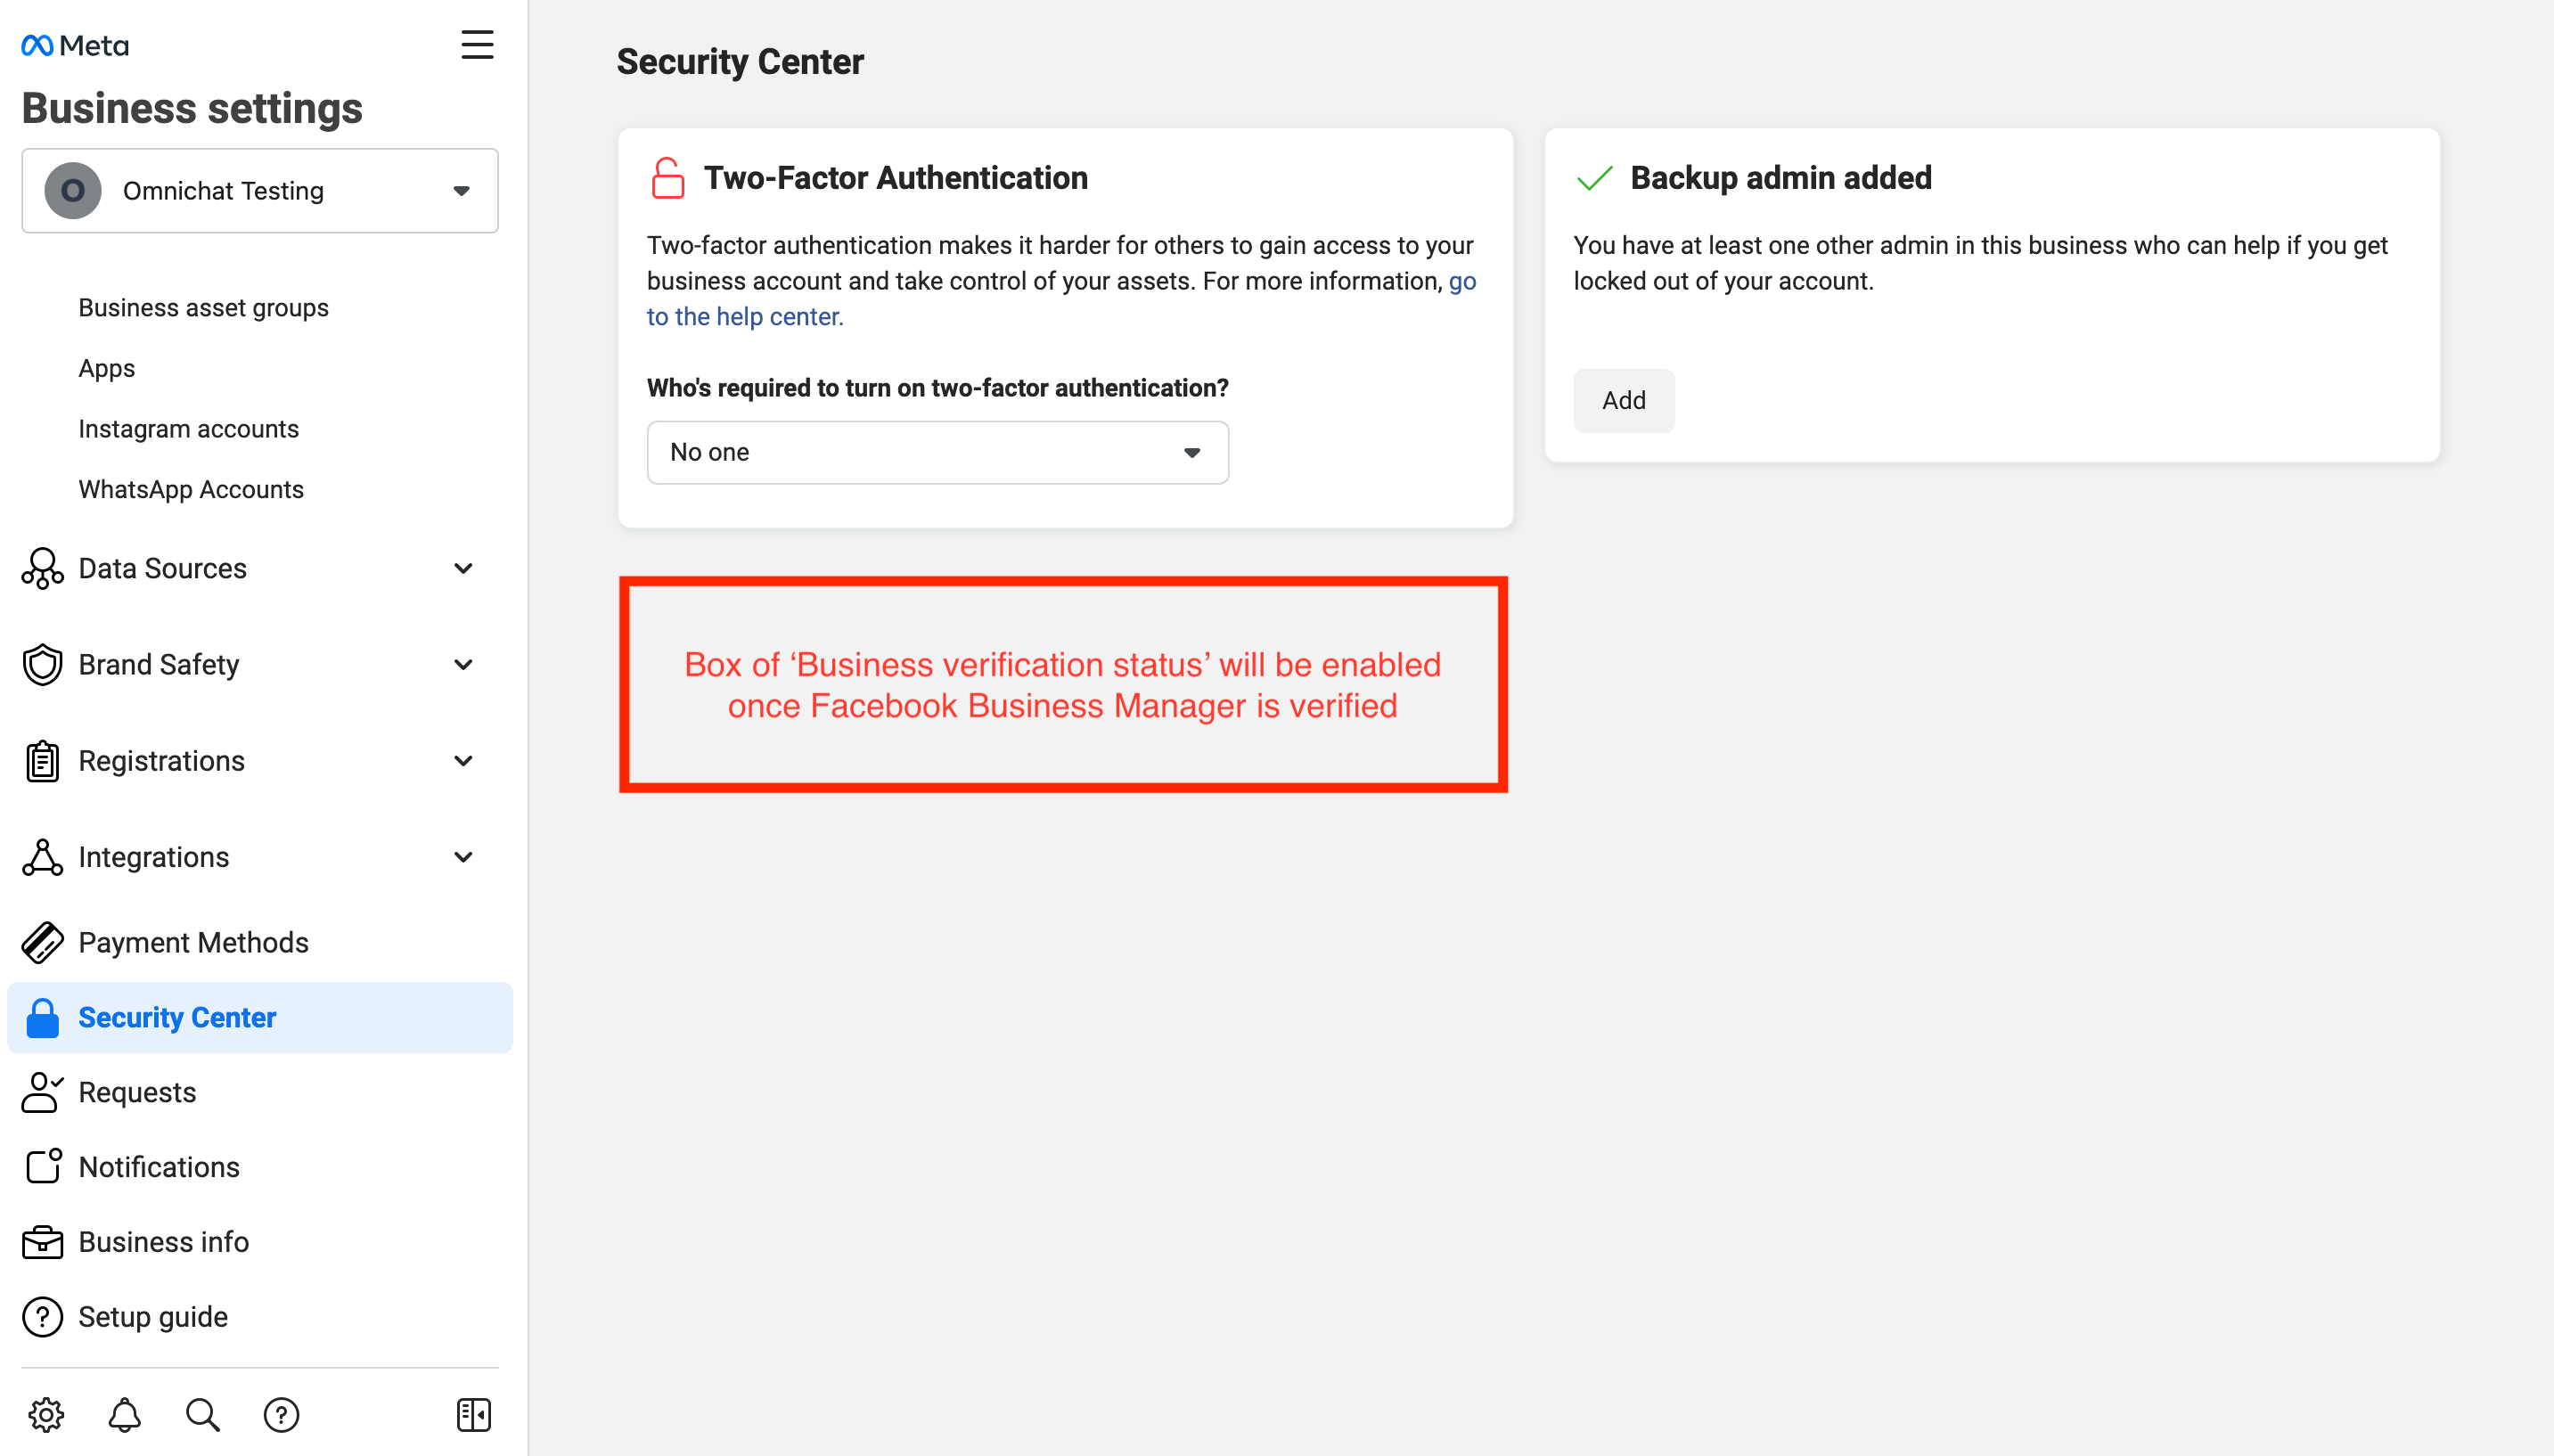 Meta
Business settings
O
Omnichat Testing
Business asset groups
Apps
Instagram accounts
WhatsApp Accounts
Data Sources
Brand Safety
Registrations
Integrations
Payment Methods
Security Center
Requests
Notifications
Business info
? Setup guide
?
Security Center
Two-Factor Authentication
Two-factor authentication makes it harder for others to gain access to your
business account and take control of your assets. For more information, go
to the help center.
Who's required to turn on two-factor authentication?
No one
Backup admin added
You have at least one other admin in this business who can help if you get
locked out of your account.
Add
Box of ‘Business verification status’ will be enabled
once Facebook Business Manager is verified